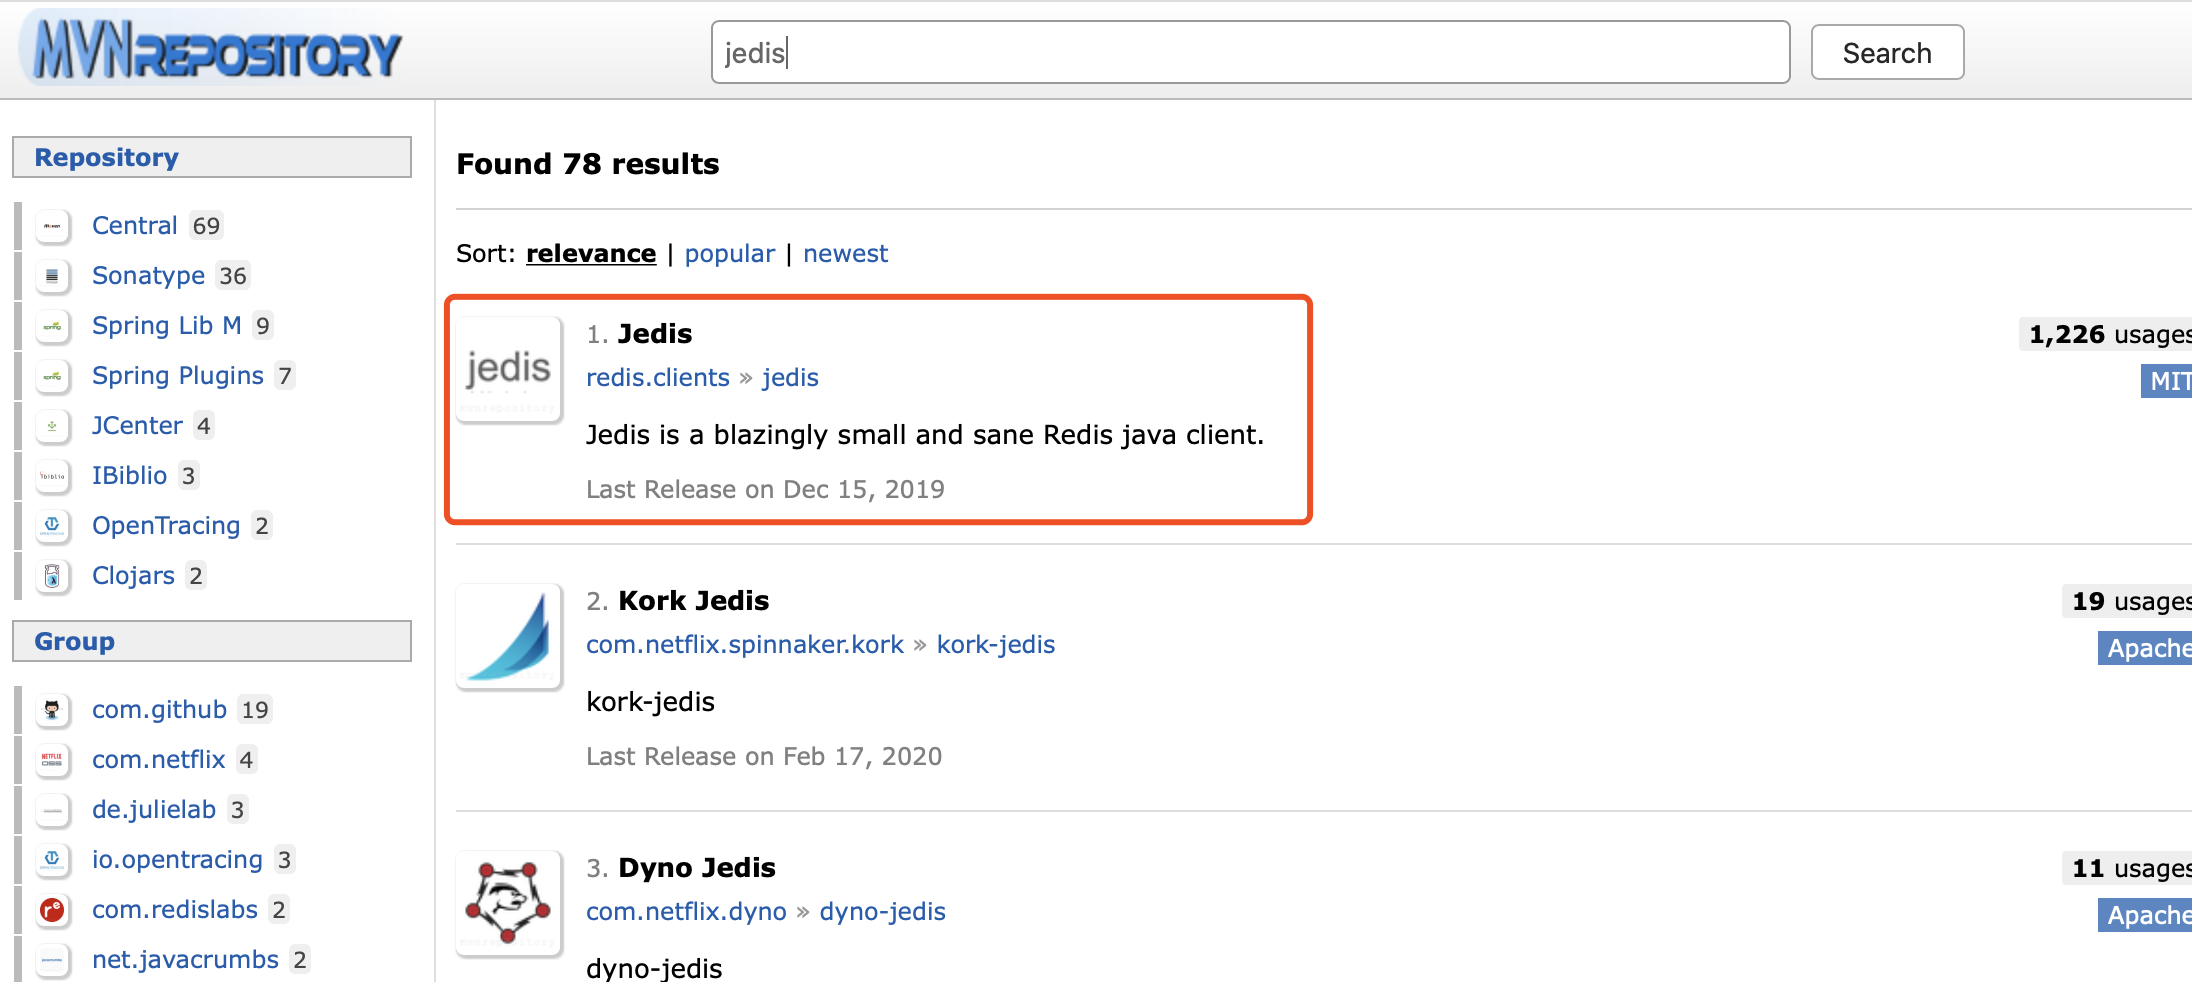 MVNREPOSITORY
jedis
Search
Repository
Central 69
Sonatype 36
Spring Lib M 9
Spring Plugins 7
JCenter 4
IBiblio 3
OpenTracing 2
Clojars 2
Group
com.github 19
com.netflix 4
de.julielab 3
io.opentracing 3
com.redislabs 2
net.javacrumbs 2
Found 78 results
Sort: relevance | popular | newest
jedis
1. Jedis
1,226 usages
redis.clients » jedis
MIT
Jedis is a blazingly small and sane Redis java client.
Last Release on Dec 15, 2019
2. Kork Jedis
19 usages
com.netflix.spinnaker.kork » kork-jedis
Apache
kork-jedis
Last Release on Feb 17, 2020
3. Dyno Jedis
11 usages
com.netflix.dyno » dyno-jedis
Apache
dyno-jedis